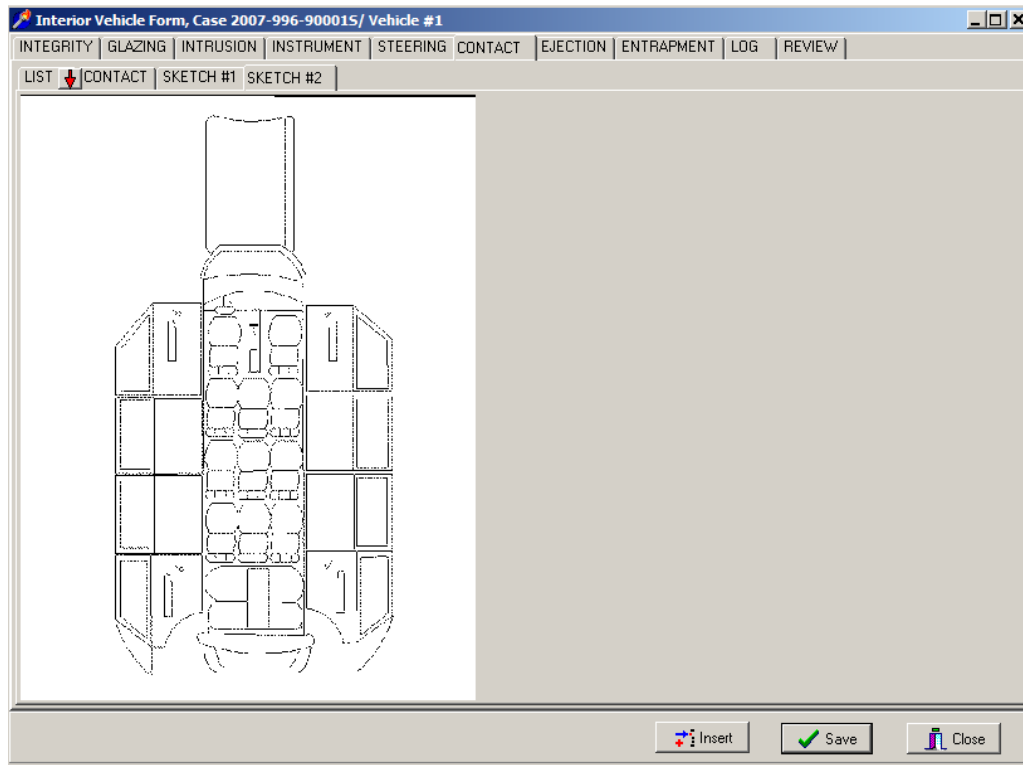 Interior Vehicle Form, Case 2007-996-90001S/ Vehicle #1
INTEGRITY GLAZING INTRUSION INSTRUMENT STEERING CONTACT EJECTION ENTRAPMENT LOG REVIEW
LIST CONTACT SKETCH #1 SKETCH #2
Insert Save Close